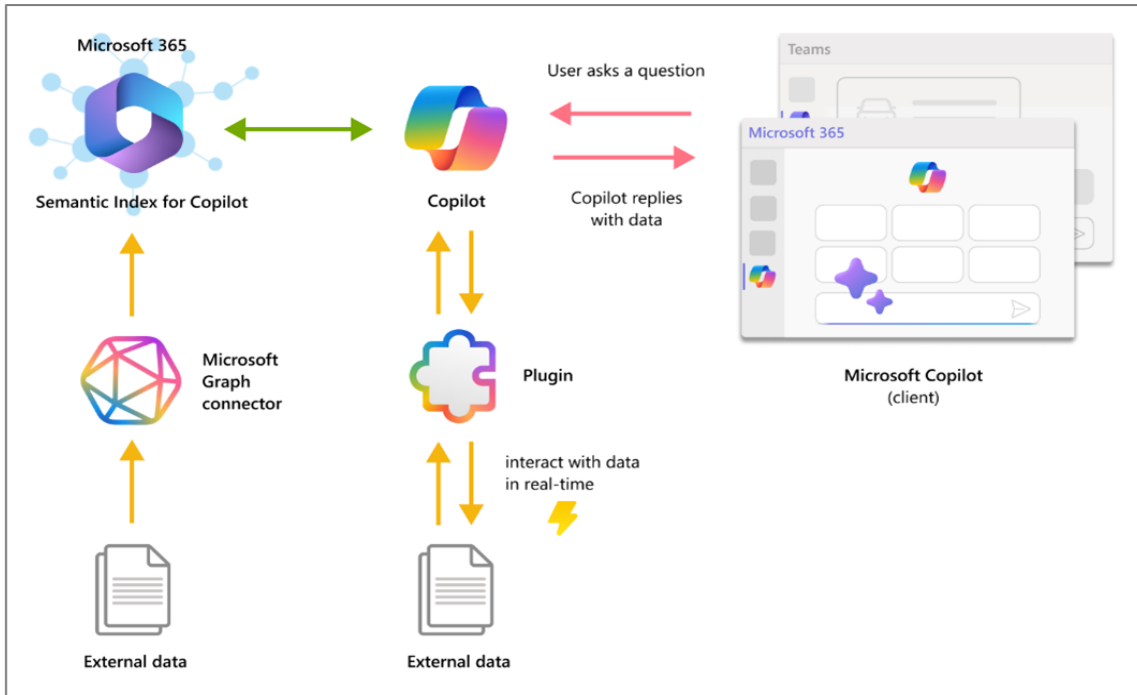 Microsoft 365
Semantic Index for Copilot
Copilot
User asks a question
Copilot replies
with data
Teams
Microsoft 365
Microsoft Copilot
(client)
Microsoft
Graph
connector
Plugin
interact with data
in real-time
External data
External data